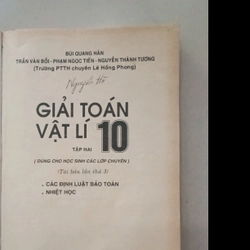 BÙI QUANG HÂN
TRẦN VĂN BỒI - PHẠM NGỌC TIẾN - NGUYỄN THÀNH TƯƠNG
(Trường PTTH chuyên Lê Hồng Phong)
GIẢI TOÁN
VẬT LÍ 10
TẬP HAI
( DÙNG CHO HỌC SINH CÁC LỚP CHUYÊN )
(Tái bản lần thứ 3)
. CÁC ĐỊNH LUẬT BẢO TOÀN
. NHIỆT HỌC